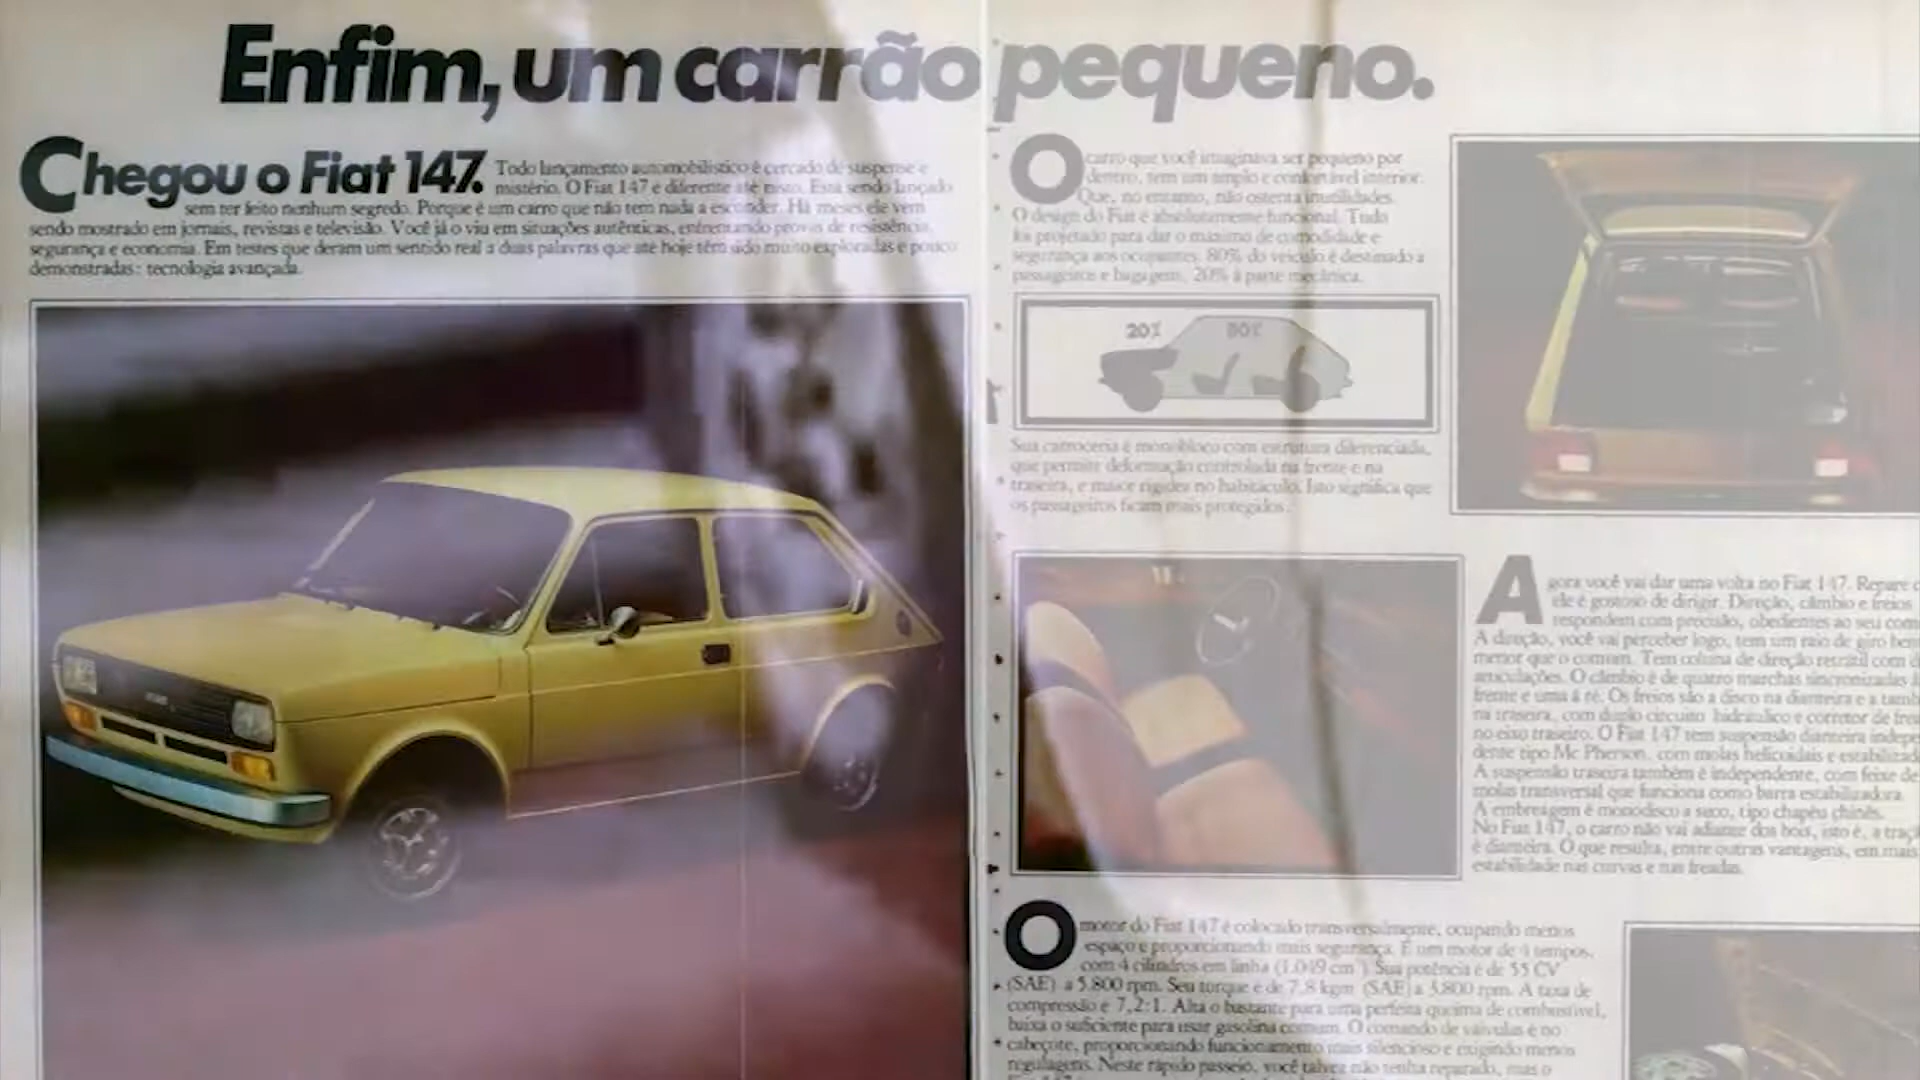 Enfim, um carrão pequeno.
Chegou o Fiat 147. Todo lançamento automobilístico é cercado de suspense e
mistério. O Fiat 147 é diferente até nisso. Está sendo lançado
sem ter feito nenhum segredo. Porque é um carro que não tem nada a esconder. Há meses ele vem
sendo mostrado em jornais, revistas e televisão. Você já o viu em situações autênticas, enfrentando provas de resistência,
segurança e economia. Em testes que deram um sentido real a duas palavras que até hoje têm sido muito exploradas e pouco
demonstradas: tecnologia avançada.
O carro que você imaginava ser pequeno por
dentro, tem um amplo e confortável interior.
Que, no entanto, não ostenta inutilidades.
O design do Fiat é absolutamente funcional. Tudo
foi projetado para dar o máximo de comodidade e
segurança aos ocupantes. 80% do veículo é destinado a
passageiros e bagagem, 20% à parte mecânica.
20% 80%
Sua carroceria é monobloco com estrutura diferenciada,
que permite deformação controlada na frente e na
traseira, e maior rigidez no habitáculo. Isto significa que
os passageiros ficam mais protegidos.
Agora você vai dar uma volta no Fiat 147. Repare
ele é gostoso de dirigir. Direção, câmbio e freios
respondem com precisão, obedientes ao seu
A direção, você vai perceber logo, tem um raio de giro bem
menor que o comum. Tem coluna de direção retrátil com
articulações. O câmbio é de quatro marchas sincronizadas à
frente e uma à ré. Os freios são a disco na dianteira e a
na traseira, com duplo circuito hidráulico e corretor de
no eixo traseiro. O Fiat 147 tem suspensão dianteira
dente tipo Mc Pherson, com molas helicoidais e
A suspensão traseira também é independente, com feixe de
molas transversal que funciona como barra estabilizadora.
A embreagem é monodisco a seco, tipo chapéu chinês.
No Fiat 147, o carro não vai adiante dos bois, isto é, a
é dianteira. O que resulta, entre outras vantagens, em mais
estabilidade nas curvas e nas freadas.
O motor do Fiat 147 é colocado transversalmente, ocupando menos
espaço e proporcionando mais segurança. É um motor de 4 tempos,
com 4 cilindros em linha (1.049 cm³). Sua potência é de 55 CV
(SAE) a 5.800 rpm. Seu torque é de 7,8 kgm (SAE) a 3.800 rpm. A taxa de
compressão é 7,2:1. Alta o bastante para uma perfeita queima de combustível,
baixa o suficiente para usar gasolina comum. O comando de válvulas é no
cabeçote, proporcionando funcionamento mais silencioso e exigindo menos
regulagens. Neste rápido passeio, você talvez não tenha reparado, mas o